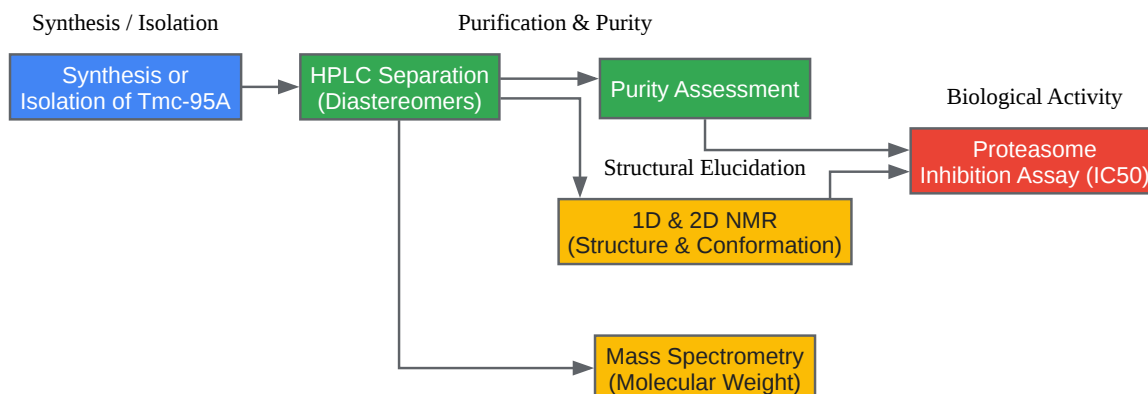 Synthesis / Isolation
Purification & Purity
Synthesis or
Isolation of Tmc-95A
HPLC Separation
(Diastereomers)
Purity Assessment
Biological Activity
Proteasome
Inhibition Assay (IC50)
Structural Elucidation
1D & 2D NMR
(Structure & Conformation)
Mass Spectrometry
(Molecular Weight)